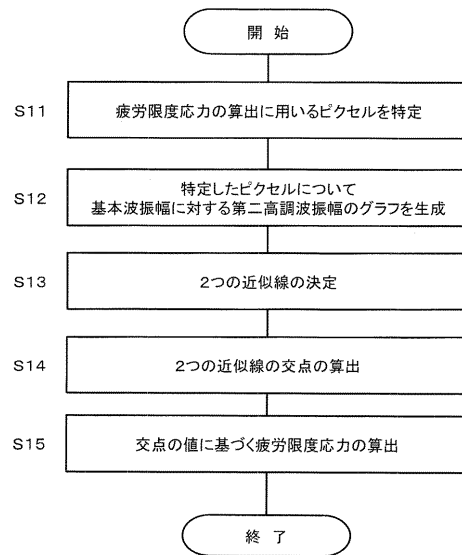 開 始
S11
疲労限度応力の算出に用いるピクセルを特定
S12
特定したピクセルについて
基本波振幅に対する第二高調波振幅のグラフを生成
S13
2つの近似線の決定
S14
2つの近似線の交点の算出
S15
交点の値に基づく疲労限度応力の算出
終 了